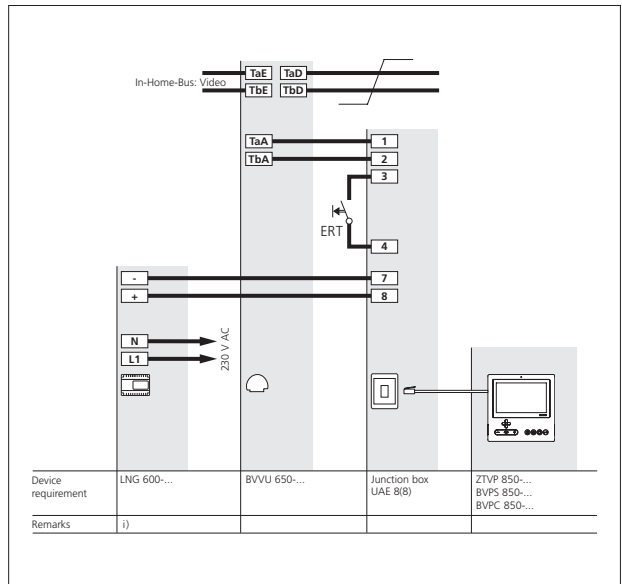 In-Home-Bus: Video
TaE TaD
TbE TbD
TaA 1
TbA 2
3
ERT
4
- 7
+ 8
N
L1
230 V AC
Device requirement
LNG 600-...
BVVU 650-...
Junction box
UAE 8(8)
ZTVP 850-...
BVPS 850-...
BVPC 850-...
Remarks
i)